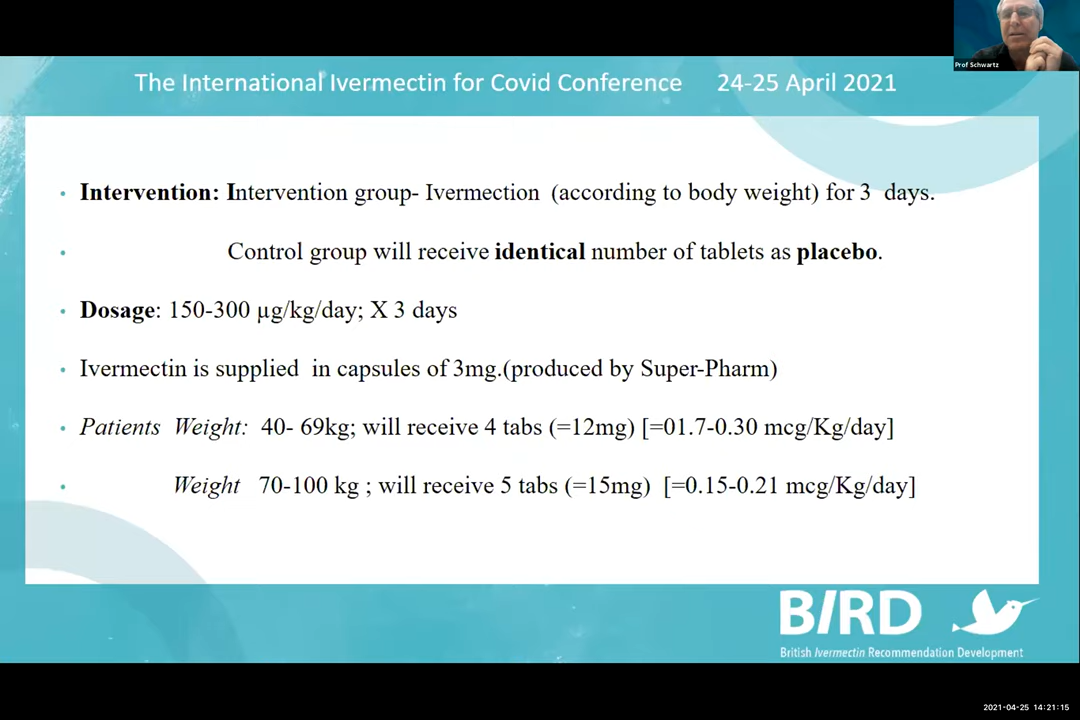 Prof Schwartz
The International Ivermectin for Covid Conference 24-25 April 2021
• Intervention: Intervention group- Ivermection (according to body weight) for 3 days.
• Control group will receive identical number of tablets as placebo.
• Dosage: 150-300 µg/kg/day; X 3 days
• Ivermectin is supplied in capsules of 3mg.(produced by Super-Pharm)
• Patients Weight: 40- 69kg; will receive 4 tabs (=12mg) [=01.7-0.30 mcg/Kg/day]
• Weight 70-100 kg ; will receive 5 tabs (=15mg) [=0.15-0.21 mcg/Kg/day]
BIRD
British Ivermectin Recommendation Development
2021-04-25 14:21:15